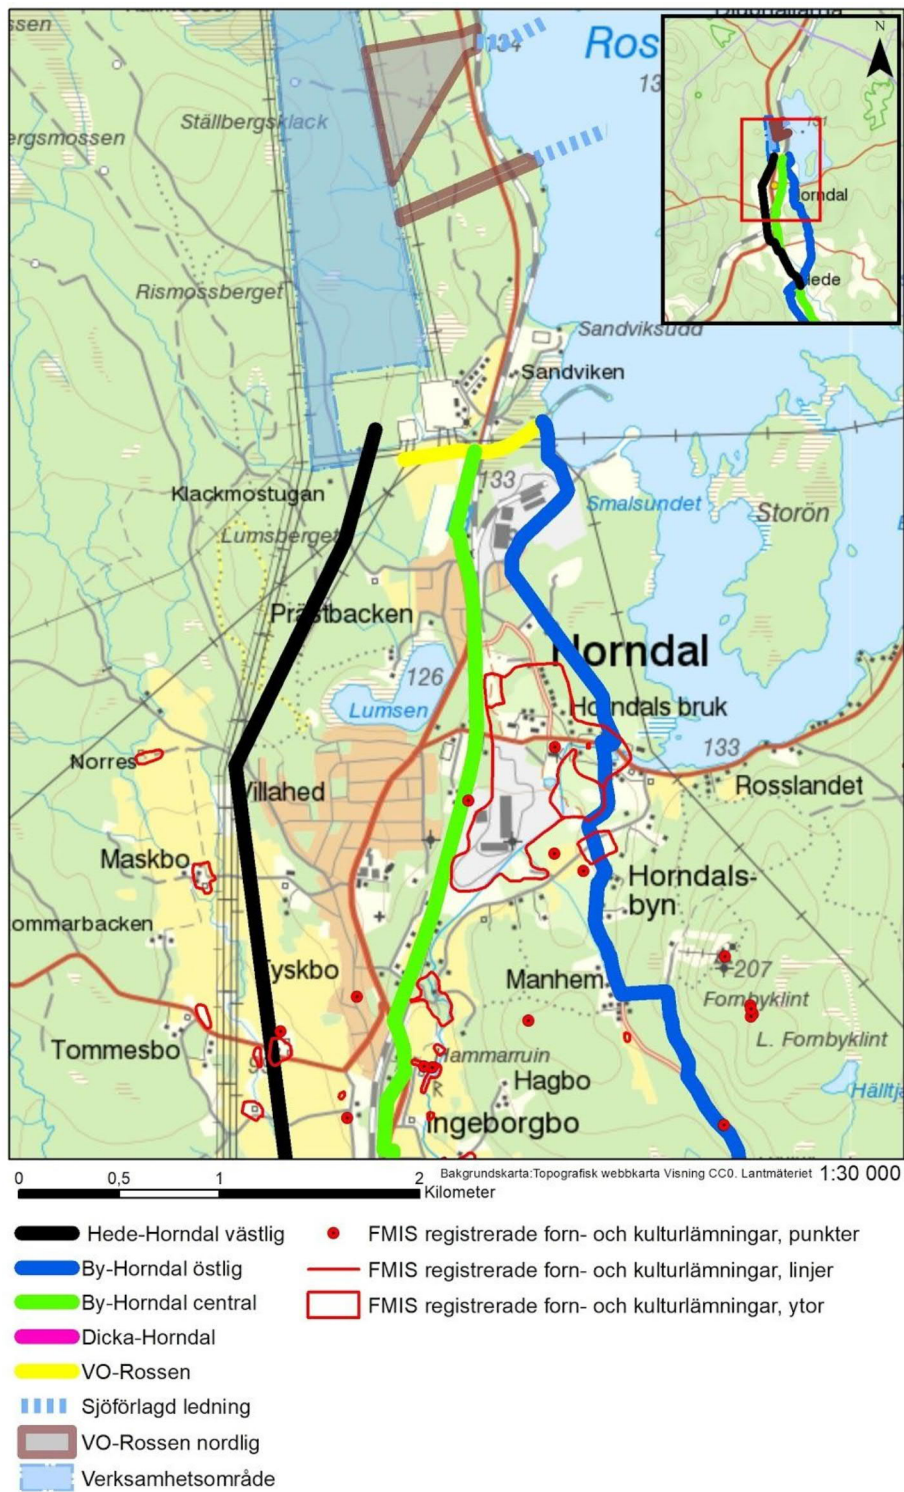 Ros
134
13
N
131
Horndal
Hede
Ställbergsklack
ergsmossen
Rismossberget
Sandviksudd
Sandviken
133
Klackmostugan
Lumsberget
Smalsundet
Storön
Prästbacken
Horndal
126
Lumsen
Horndals bruk
133
Norres
Villahed
Rosslandet
Maskbo
Horndals-
byn
ommarbacken
Tyskbo
Manhem
207
Fornbyklint
L. Fornbyklint
Tommesbo
Hammarruin
Hagbo
Hälltj
R
Ingeborgbo
Bakgrundskarta:Topografisk webbkarta Visning CC0. Lantmäteriet 1:30 000
0 0,5 1 2
Kilometer
Hede-Horndal västlig
By-Horndal östlig
By-Horndal central
Dicka-Horndal
VO-Rossen
Sjöförlagd ledning
VO-Rossen nordlig
Verksamhetsområde
FMIS registrerade forn- och kulturlämningar, punkter
FMIS registrerade forn- och kulturlämningar, linjer
FMIS registrerade forn- och kulturlämningar, ytor